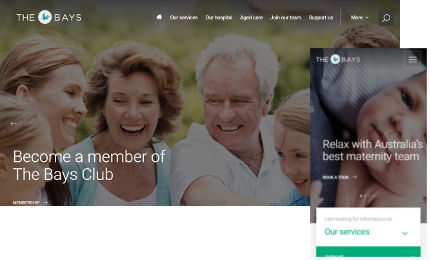 THE BAYS
Our services Our hospital Aged care Join our team Support us More
Become a member of
The Bays Club
MEMBERSHIP
THE BAYS
Relax with Australia's
best maternity team
BOOK A TOUR
I am looking for information on
Our services